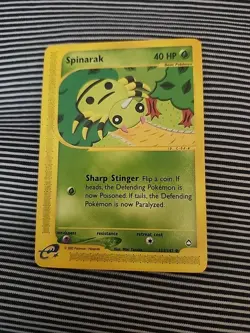 Spinarak
40 HP
Basic Pokémon
Sharp Stinger Flip a coin. If
heads, the Defending Pokémon is
now Poisoned. If tails, the Defending
Pokémon is now Paralyzed.
weakness resistance retreat cost
e